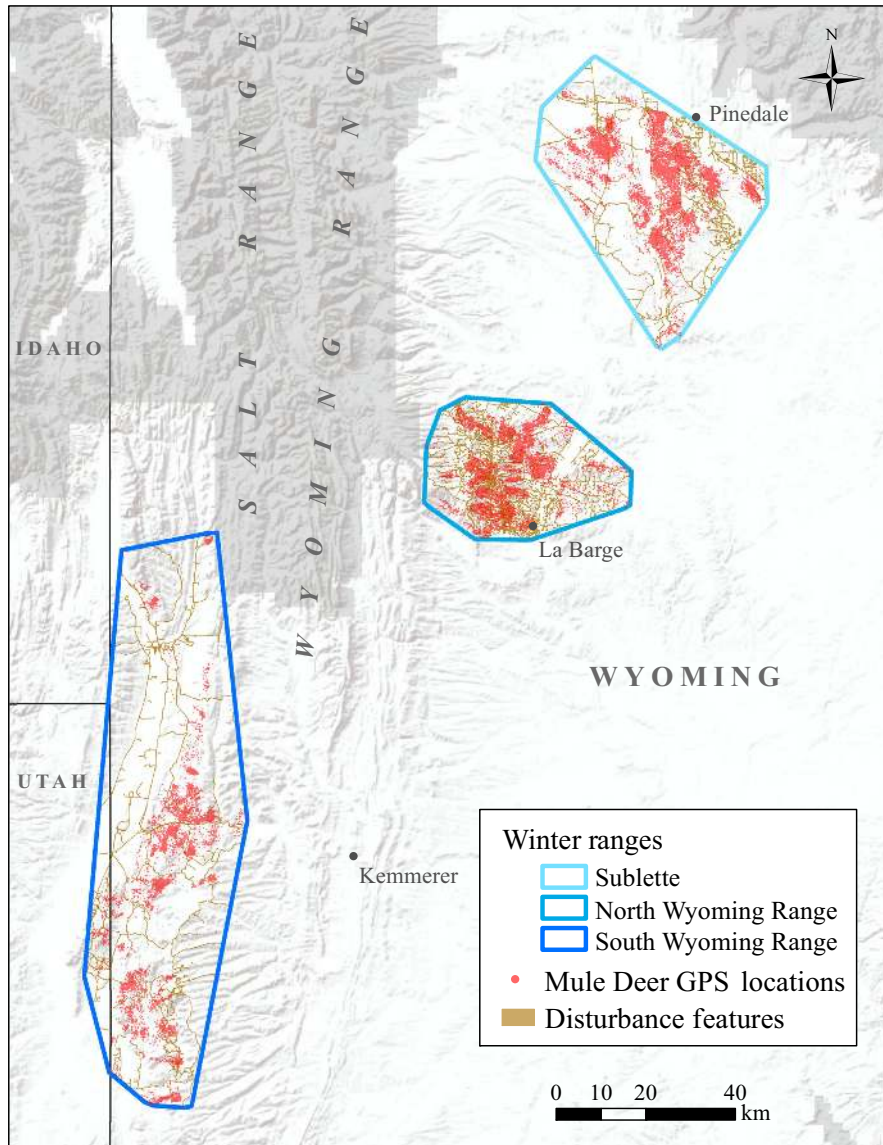 N
Pinedale
SALT RANGE
WYOMING RANGE
IDAHO
La Barge
WYOMING
UTAH
Kemmerer
Winter ranges
Sublette
North Wyoming Range
South Wyoming Range
Mule Deer GPS locations
Disturbance features
0 10 20 40
km